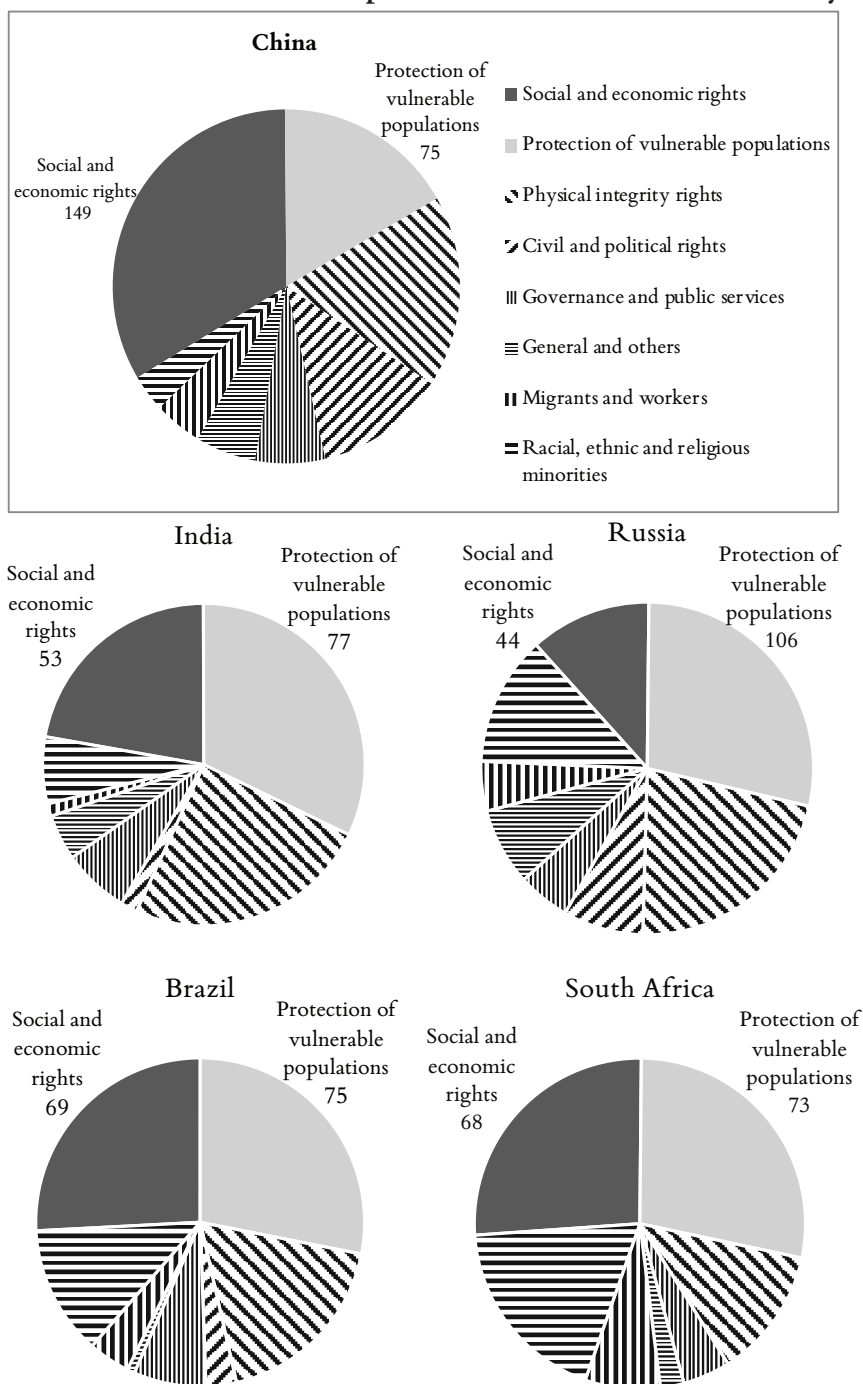 China
Protection of
vulnerable
populations
75
Social and
economic rights
149
Social and economic rights
Protection of vulnerable populations
Physical integrity rights
Civil and political rights
Governance and public services
General and others
Migrants and workers
Racial, ethnic and religious
minorities
India
Social and
economic
rights
53
Protection of
vulnerable
populations
77
Russia
Social and
economic
rights
44
Protection of
vulnerable
populations
106
Brazil
Social and
economic
rights
69
Protection of
vulnerable
populations
75
South Africa
Social and
economic
rights
68
Protection of
vulnerable
populations
73